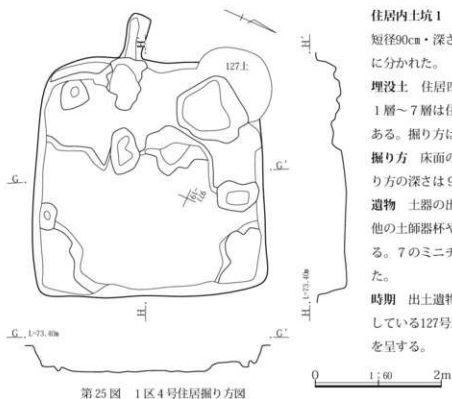 H
H'
127土
G
G'
97-191
H
L=73.40m
H'
G L=73.40m
G'
第25図 1区4号住居掘り方図
0 1:60 2m
住居内土坑1
短径90cm・深さ
に分かれた。
埋没土 住居四
1層~7層は住
ある。掘り方は
掘り方 床面の
り方の深さは9
遺物 土器の出
他の土師器杯や
る。7のミニチ
た。
時期 出土遺物
している127号
を呈する。